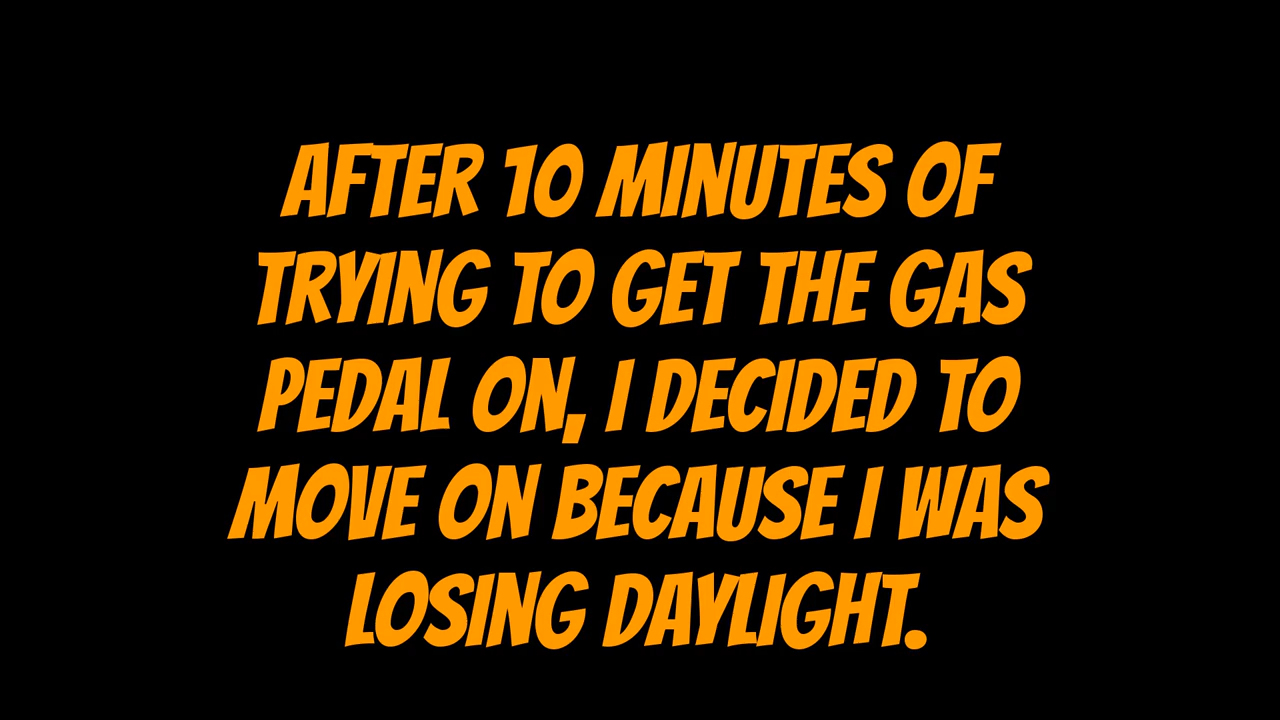 AFTER 10 MINUTES OF
TRYING TO GET THE GAS
PEDAL ON, I DECIDED TO
MOVE ON BECAUSE I WAS
LOSING DAYLIGHT.